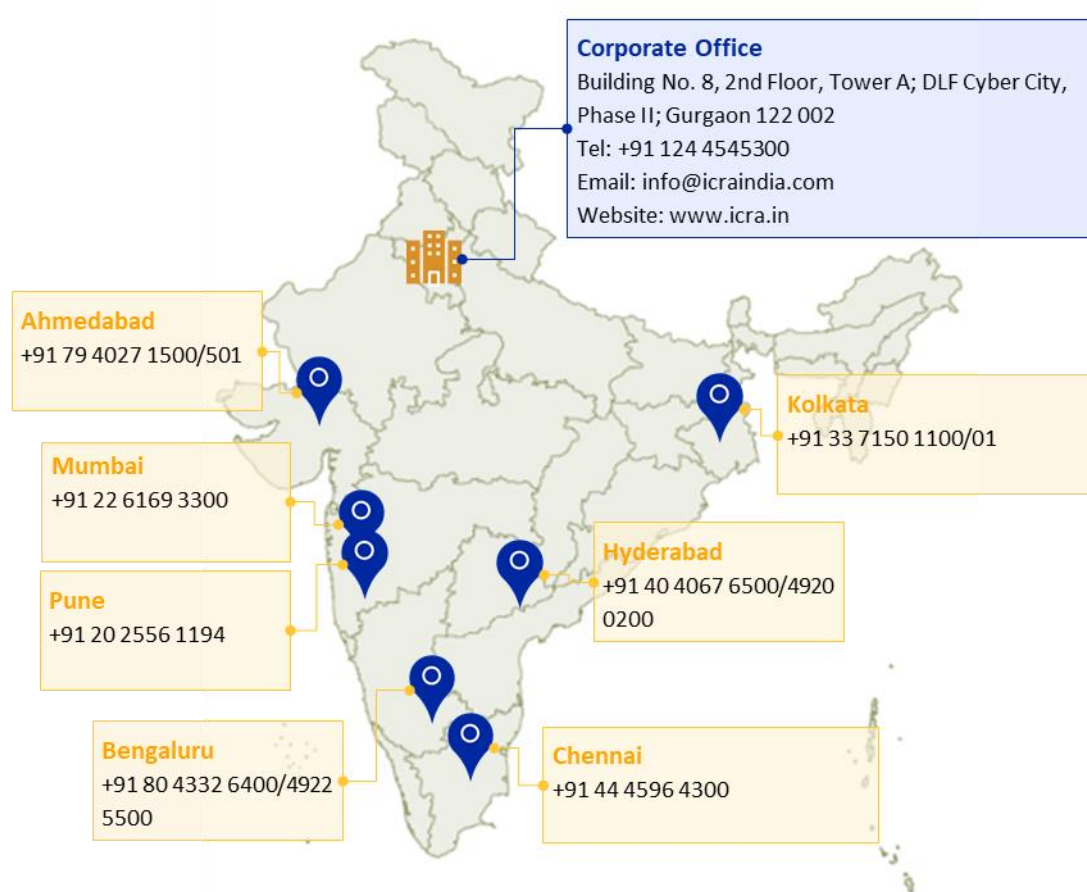 Corporate Office
Building No. 8, 2nd Floor, Tower A; DLF Cyber City,
Phase II; Gurgaon 122 002
Tel: +91 124 4545300
Email: info@icraindia.com
Website: www.icra.in
Ahmedabad
+91 79 4027 1500/501
Kolkata
+91 33 7150 1100/01
Mumbai
+91 22 6169 3300
Hyderabad
+91 40 4067 6500/4920
0200
Pune
+91 20 2556 1194
Bengaluru
+91 80 4332 6400/4922
5500
Chennai
+91 44 4596 4300